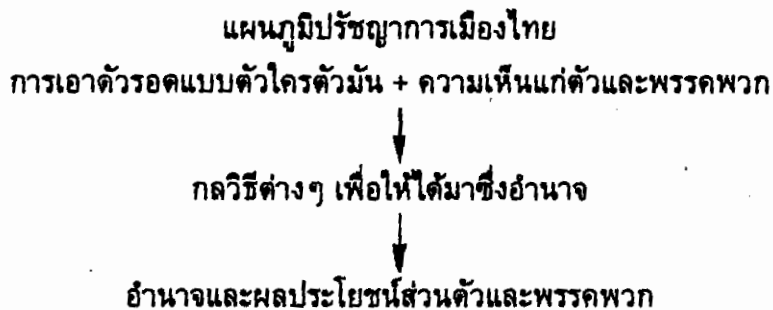 แผนภูมิปรัชญาการเมืองไทย
การเอาตัวรอดแบบตัวใครตัวมัน + ความเห็นแก่ตัวและพรรคพวก
กลวิธีต่างๆ เพื่อให้ได้มาซึ่งอำนาจ
อำนาจและผลประโยชน์ส่วนตัวและพรรคพวก